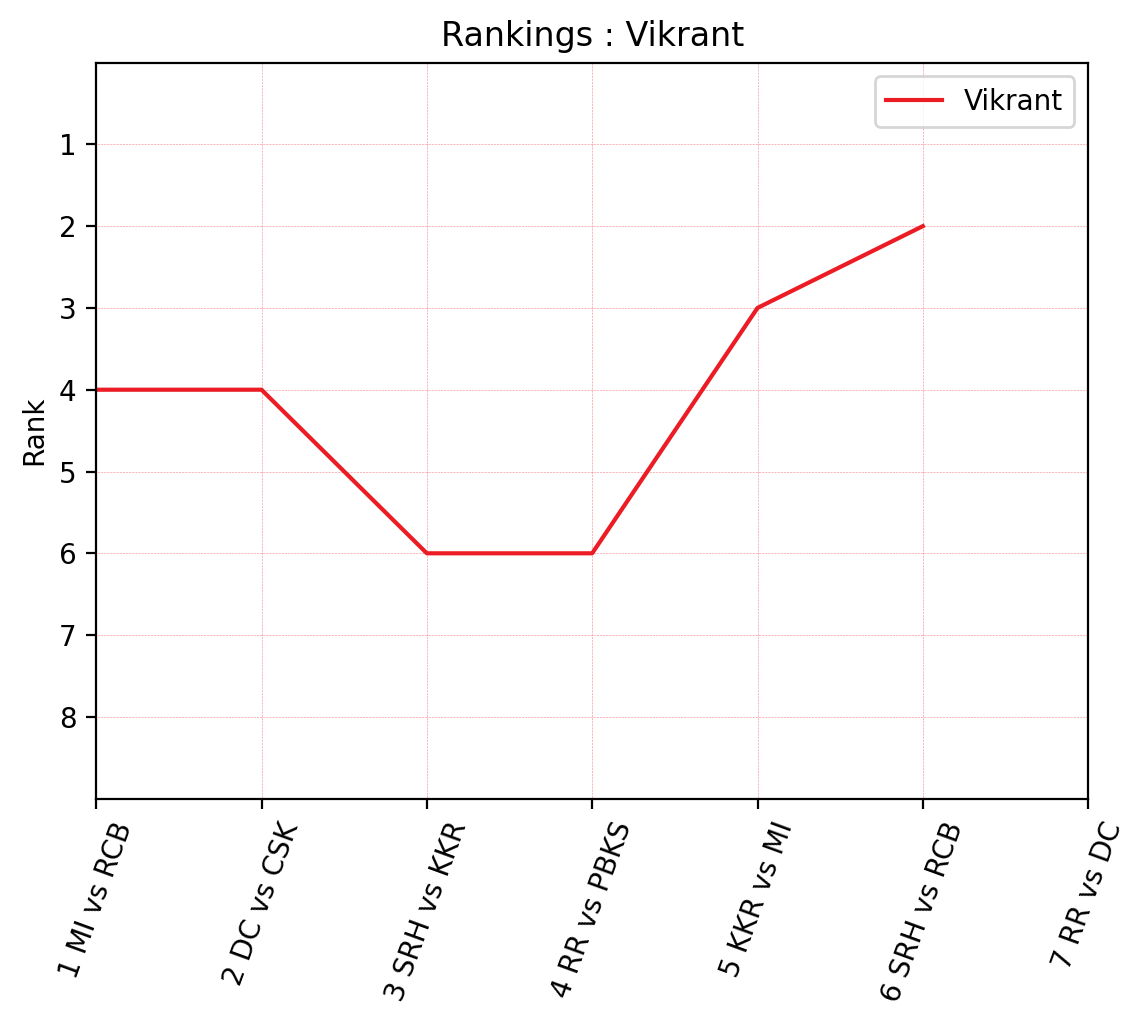 Rankings : Vikrant
Vikrant
Rank
1
2
3
4
5
6
7
8
1 MI vs RCB
2 DC vs CSK
3 SRH vs KKR
4 RR vs PBKS
5 KKR vs MI
6 SRH vs RCB
7 RR vs DC